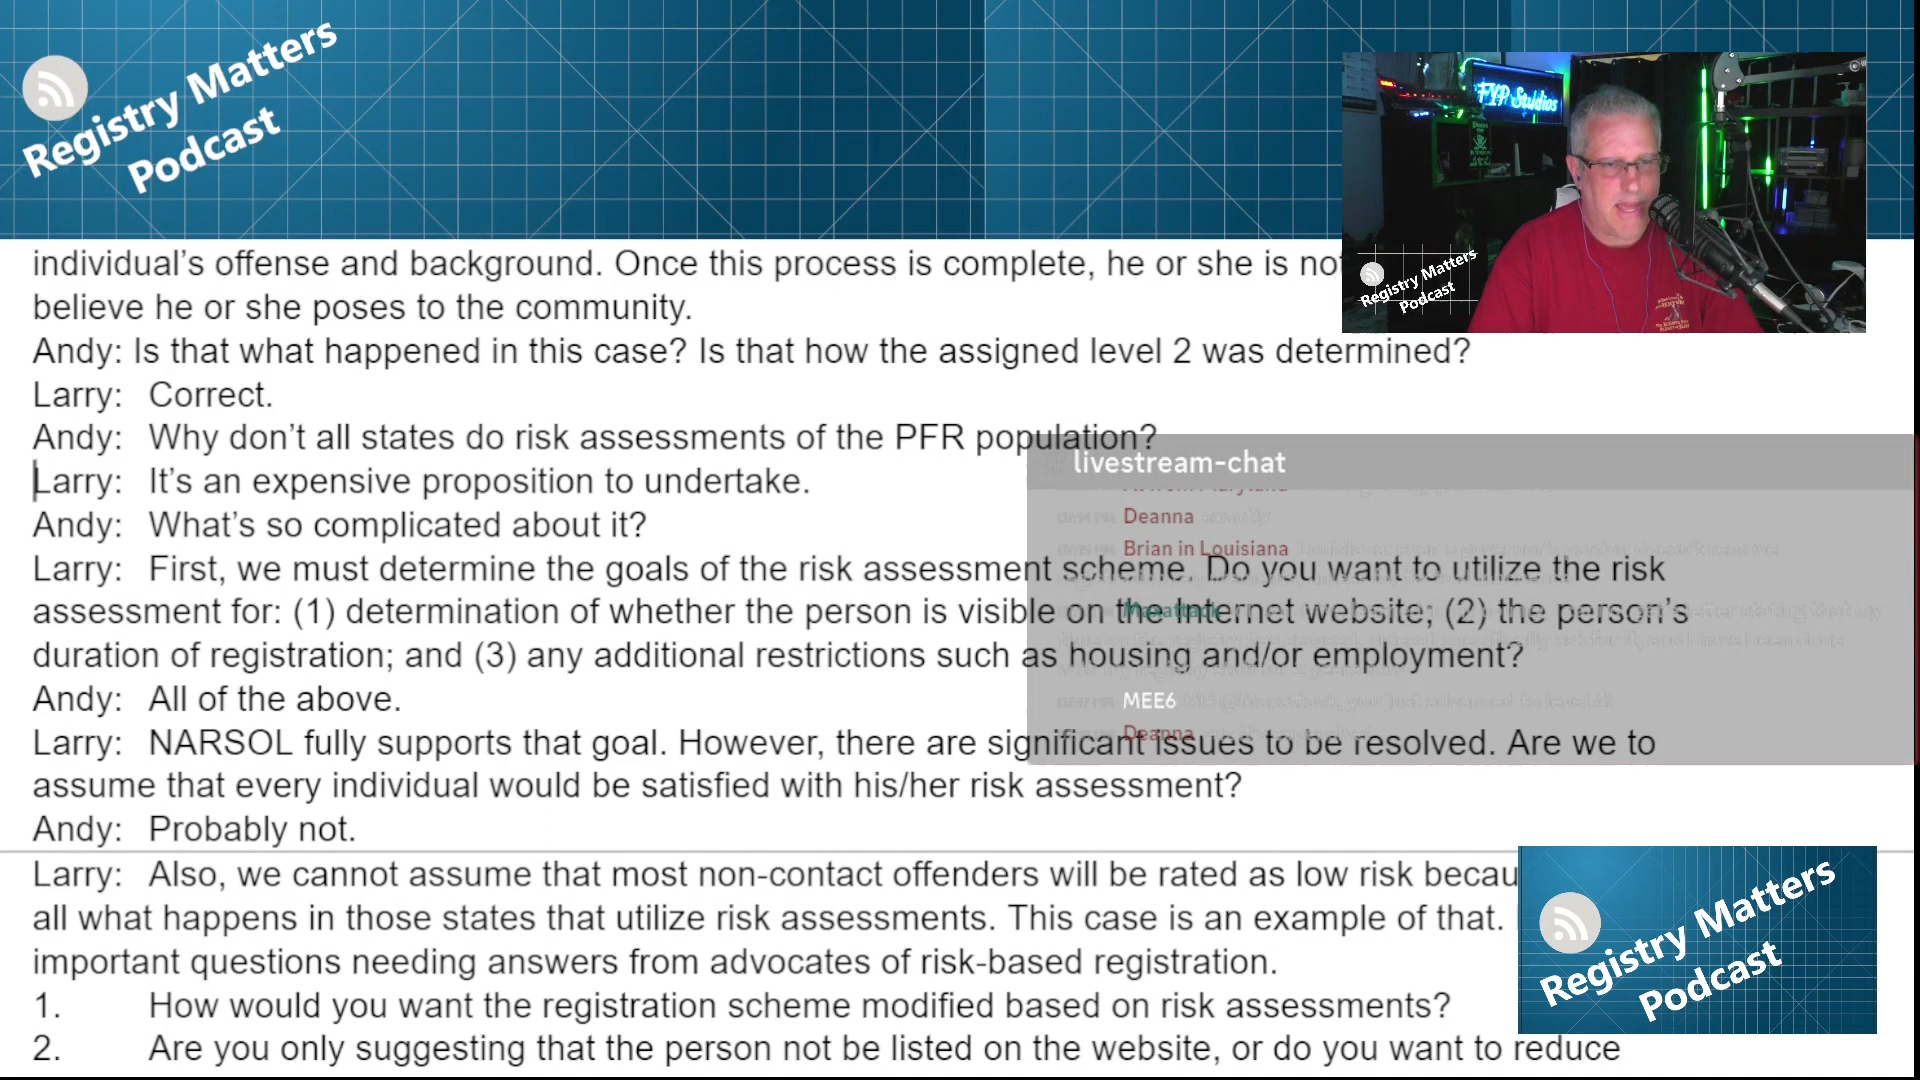 Registry Matters
Podcast
FYP Studios
Registry Matters
Podcast
individual’s offense and background. Once this process is complete, he or she is not
believe he or she poses to the community.
Andy: Is that what happened in this case? Is that how the assigned level 2 was determined?
Larry: Correct.
Andy: Why don’t all states do risk assessments of the PFR population?
livestream-chat
Larry: It’s an expensive proposition to undertake.
Deanna
Andy: What’s so complicated about it?
Brian in Louisiana
Larry: First, we must determine the goals of the risk assessment scheme. Do you want to utilize the risk
assessment for: (1) determination of whether the person is visible on the Internet website; (2) the person’s
Maxattack
duration of registration; and (3) any additional restrictions such as housing and/or employment?
Andy: All of the above.
MEE6
Deanna
Larry: NARSOL fully supports that goal. However, there are significant issues to be resolved. Are we to
assume that every individual would be satisfied with his/her risk assessment?
Andy: Probably not.
Larry: Also, we cannot assume that most non-contact offenders will be rated as low risk becau
all what happens in those states that utilize risk assessments. This case is an example of that.
important questions needing answers from advocates of risk-based registration.
1. How would you want the registration scheme modified based on risk assessments?
2. Are you only suggesting that the person not be listed on the website, or do you want to reduce
Registry Matters
Podcast